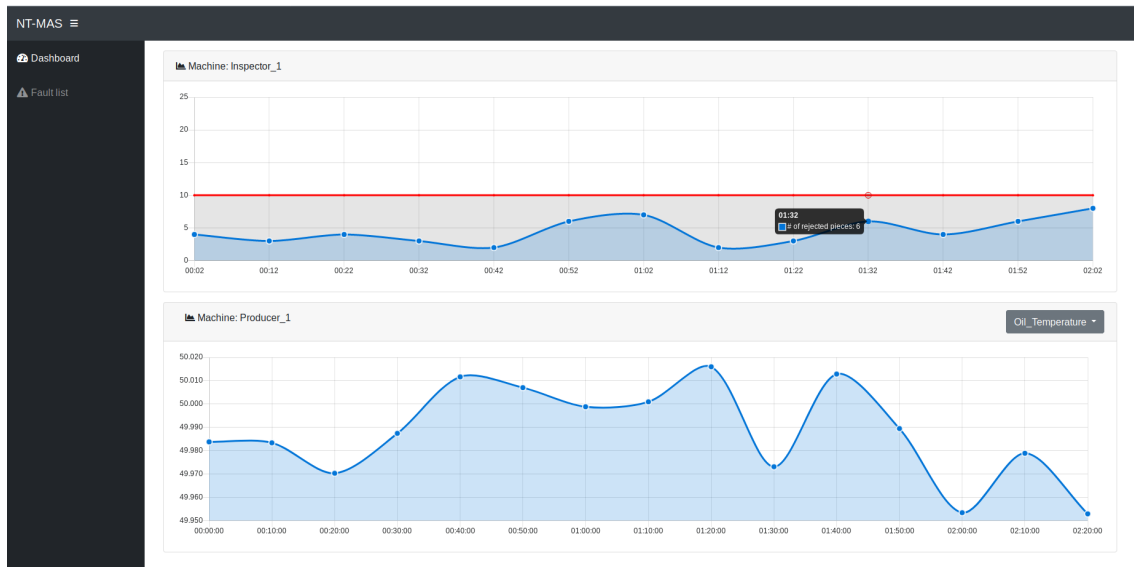 NT-MAS ≡
Dashboard
Fault list
Machine: Inspector_1
25
20
15
10
5
0
01:32
# of rejected pieces: 6
00:02 00:12 00:22 00:32 00:42 00:52 01:02 01:12 01:22 01:32 01:42 01:52 02:02
Machine: Producer_1
Oil_Temperature
50.020
50.010
50.000
49.990
49.980
49.970
49.960
49.950
00:00:00 00:10:00 00:20:00 00:30:00 00:40:00 00:50:00 01:00:00 01:10:00 01:20:00 01:30:00 01:40:00 01:50:00 02:00:00 02:10:00 02:20:00